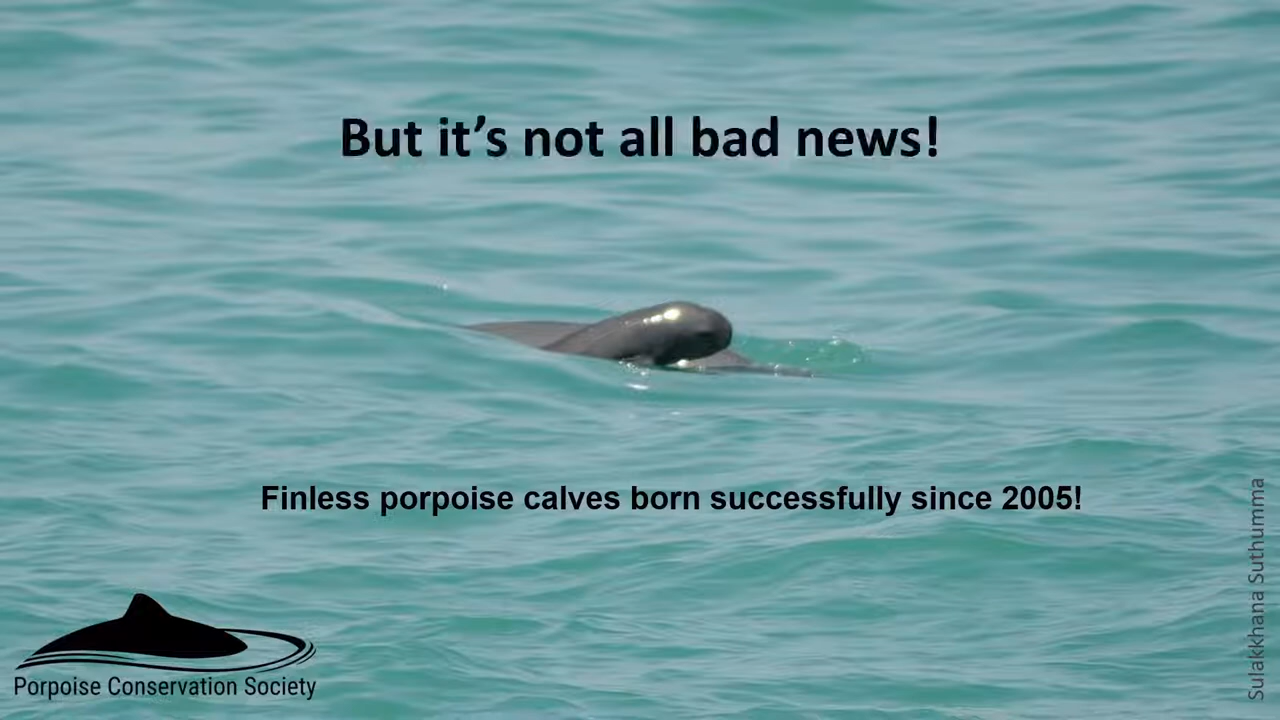 But it’s not all bad news!
Finless porpoise calves born successfully since 2005!
Sulakkhana Suthumma
Porpoise Conservation Society